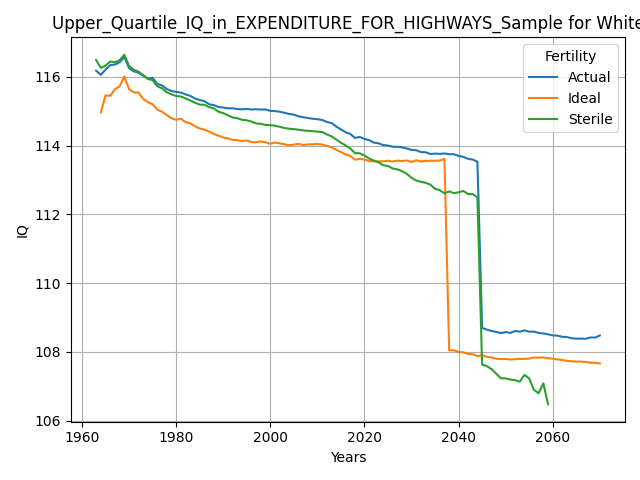 Upper_Quartile_IQ_in_EXPENDITURE_FOR_HIGHWAYS_Sample for White
Fertility
Actual
Ideal
Sterile
116
114
112
110
108
106
IQ
1960
1980
2000
2020
2040
2060
Years